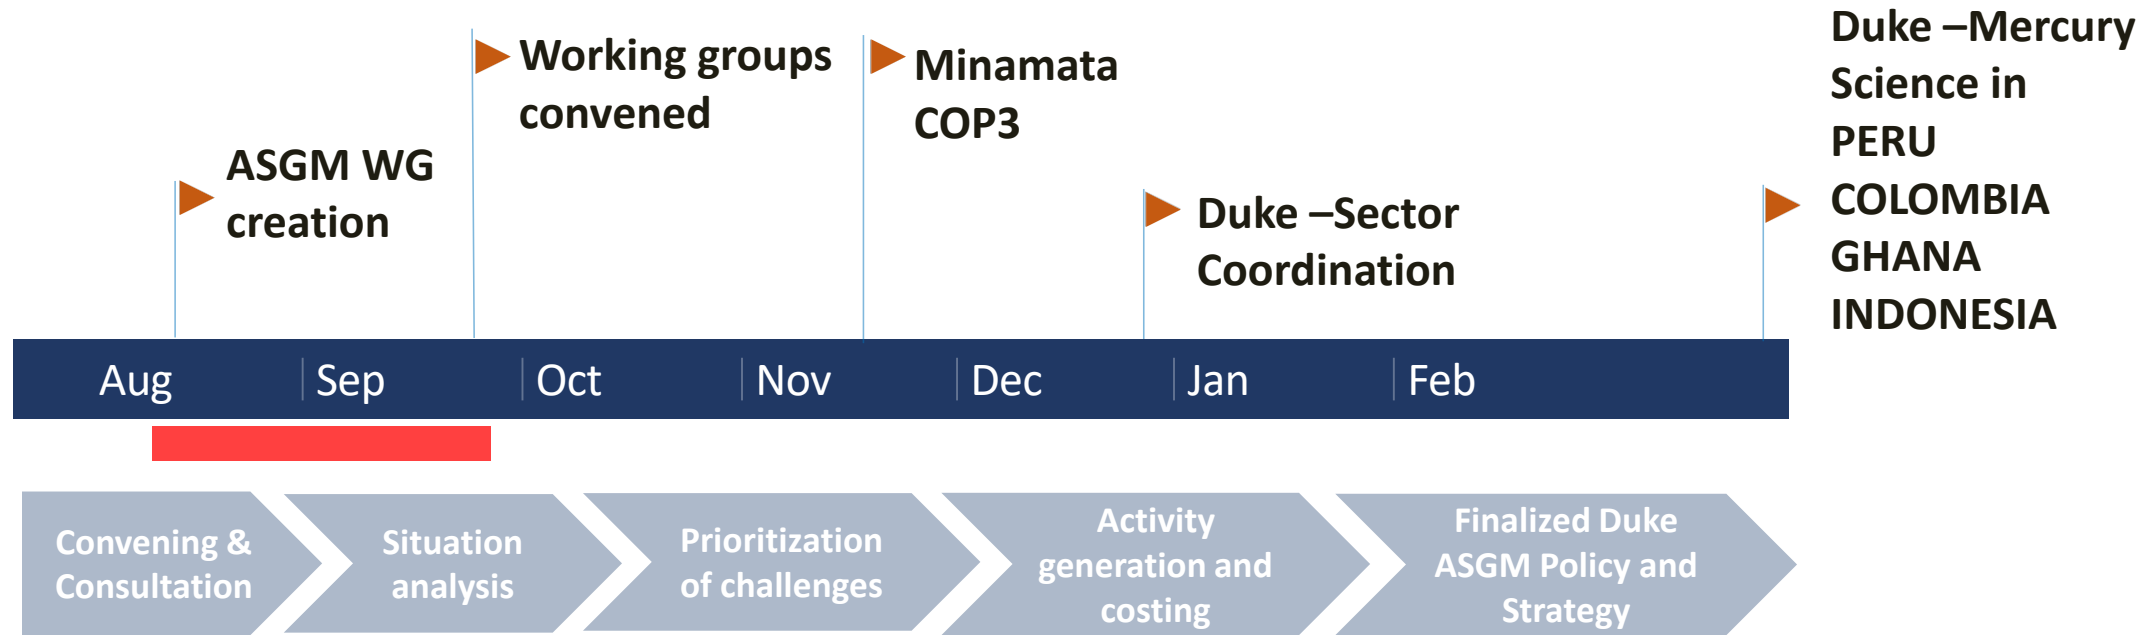 Duke –Mercury
Science in
PERU
COLOMBIA
GHANA
INDONESIA
Working groups
convened
Minamata
COP3
ASGM WG
creation
Duke –Sector
Coordination
Aug
Sep
Oct
Nov
Dec
Jan
Feb
Convening &
Consultation
Situation
analysis
Prioritization
of challenges
Activity
generation and
costing
Finalized Duke
ASGM Policy and
Strategy